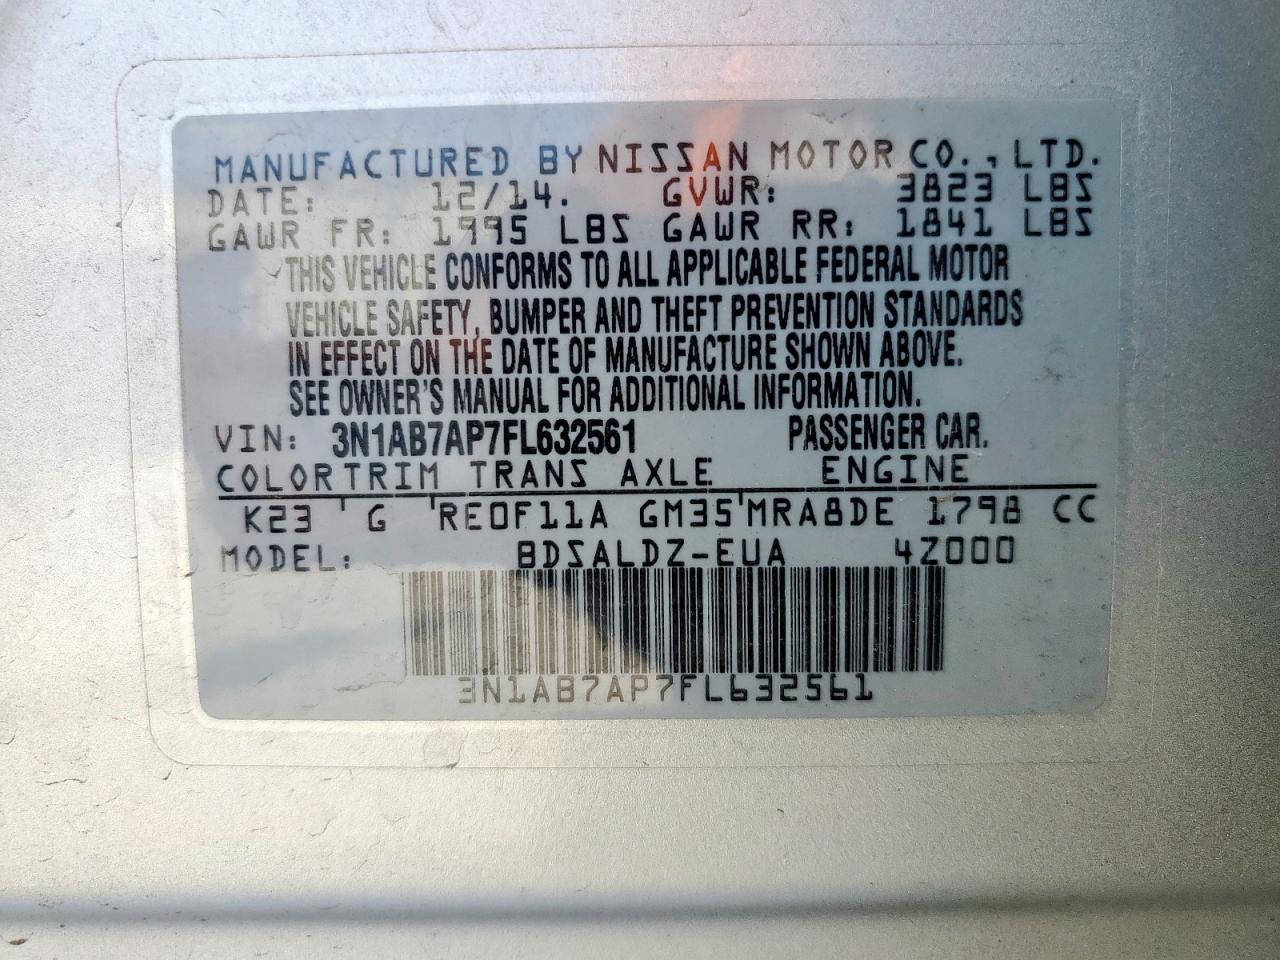 MANUFACTURED BY NISSAN MOTOR CO., LTD.
DATE: 12/14. GVWR: 3823 LBS
GAWR FR: 1995 LBS GAWR RR: 1841 LBS
THIS VEHICLE CONFORMS TO ALL APPLICABLE FEDERAL MOTOR
VEHICLE SAFETY, BUMPER AND THEFT PREVENTION STANDARDS
IN EFFECT ON THE DATE OF MANUFACTURE SHOWN ABOVE.
SEE OWNER'S MANUAL FOR ADDITIONAL INFORMATION.
VIN: 3N1AB7AP7FL632561 PASSENGER CAR.
COLOR TRIM TRANS AXLE ENGINE
K23 G RE0F11A GM35 MRA8DE 1798 CC
MODEL: BDSALDZ-EUA 4Z000
3N1AB7AP7FL632561